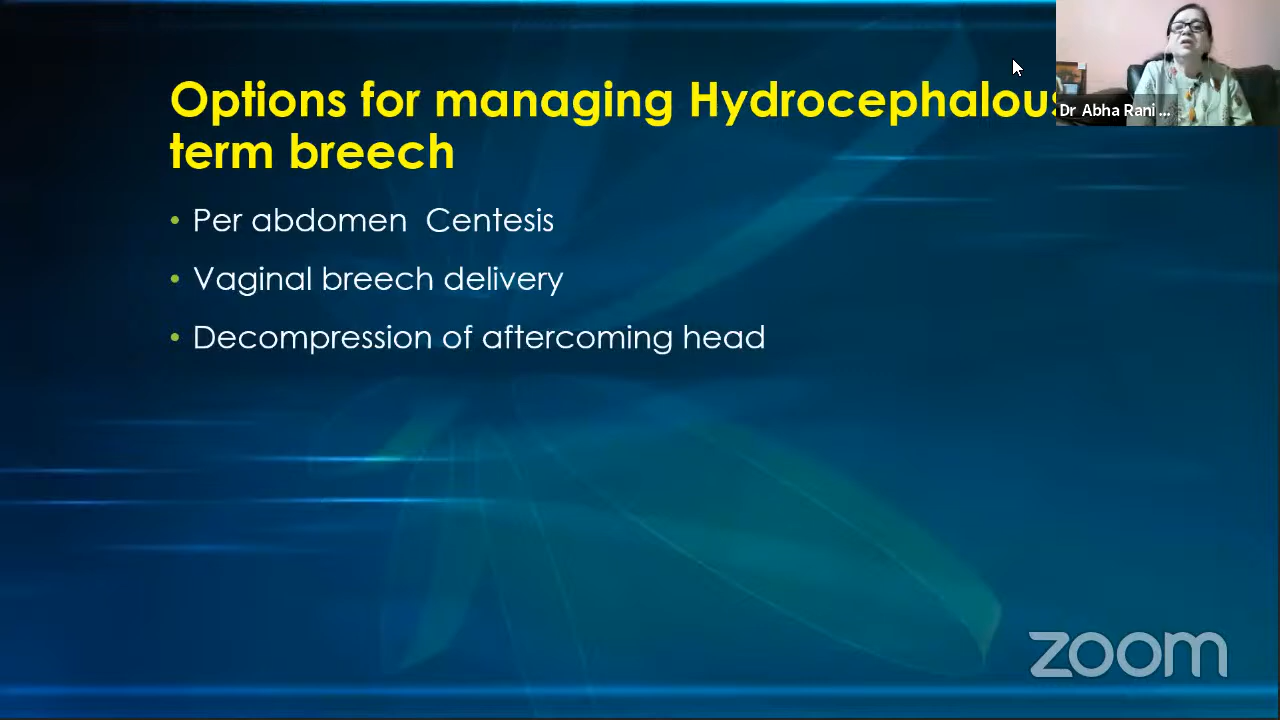 Options for managing Hydrocephalous
term breech
• Per abdomen Centesis
• Vaginal breech delivery
• Decompression of aftercoming head
Dr Abha Rani ...
zoom